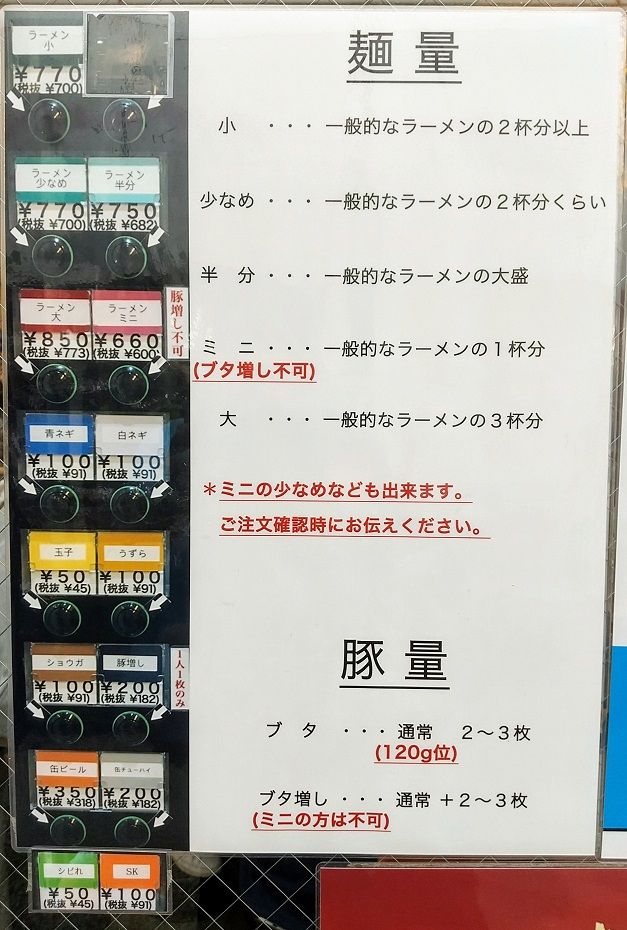 ラーメン
小
¥770
(税抜 ¥700)
ラーメン
少なめ
¥770
(税抜 ¥700)
ラーメン
半分
¥750
(税抜 ¥682)
ラーメン
大
¥850
(税抜 ¥773)
ラーメン
ミニ
¥660
(税抜 ¥600)
豚増し不可
青ネギ
¥100
(税抜 ¥91)
白ネギ
¥100
(税抜 ¥91)
玉子
¥50
(税抜 ¥45)
うずら
¥100
(税抜 ¥91)
ショウガ
¥100
(税抜 ¥91)
豚増し
¥200
(税抜 ¥182)
1人1枚のみ
缶ビール
¥350
(税抜 ¥318)
缶チューハイ
¥200
(税抜 ¥182)
シビれ
¥50
(税抜 ¥45)
SK
¥100
(税抜 ¥91)
麺量
小 ・・・ 一般的なラーメンの2杯分以上
少なめ ・・・ 一般的なラーメンの2杯分くらい
半分 ・・・ 一般的なラーメンの大盛
ミニ ・・・ 一般的なラーメンの1杯分
(ブタ増し不可)
大 ・・・ 一般的なラーメンの3杯分
＊ミニの少なめなども出来ます。
ご注文確認時にお伝えください。
豚量
ブタ ・・・ 通常 2〜3枚
(120g位)
ブタ増し ・・・ 通常＋2〜3枚
(ミニの方は不可)